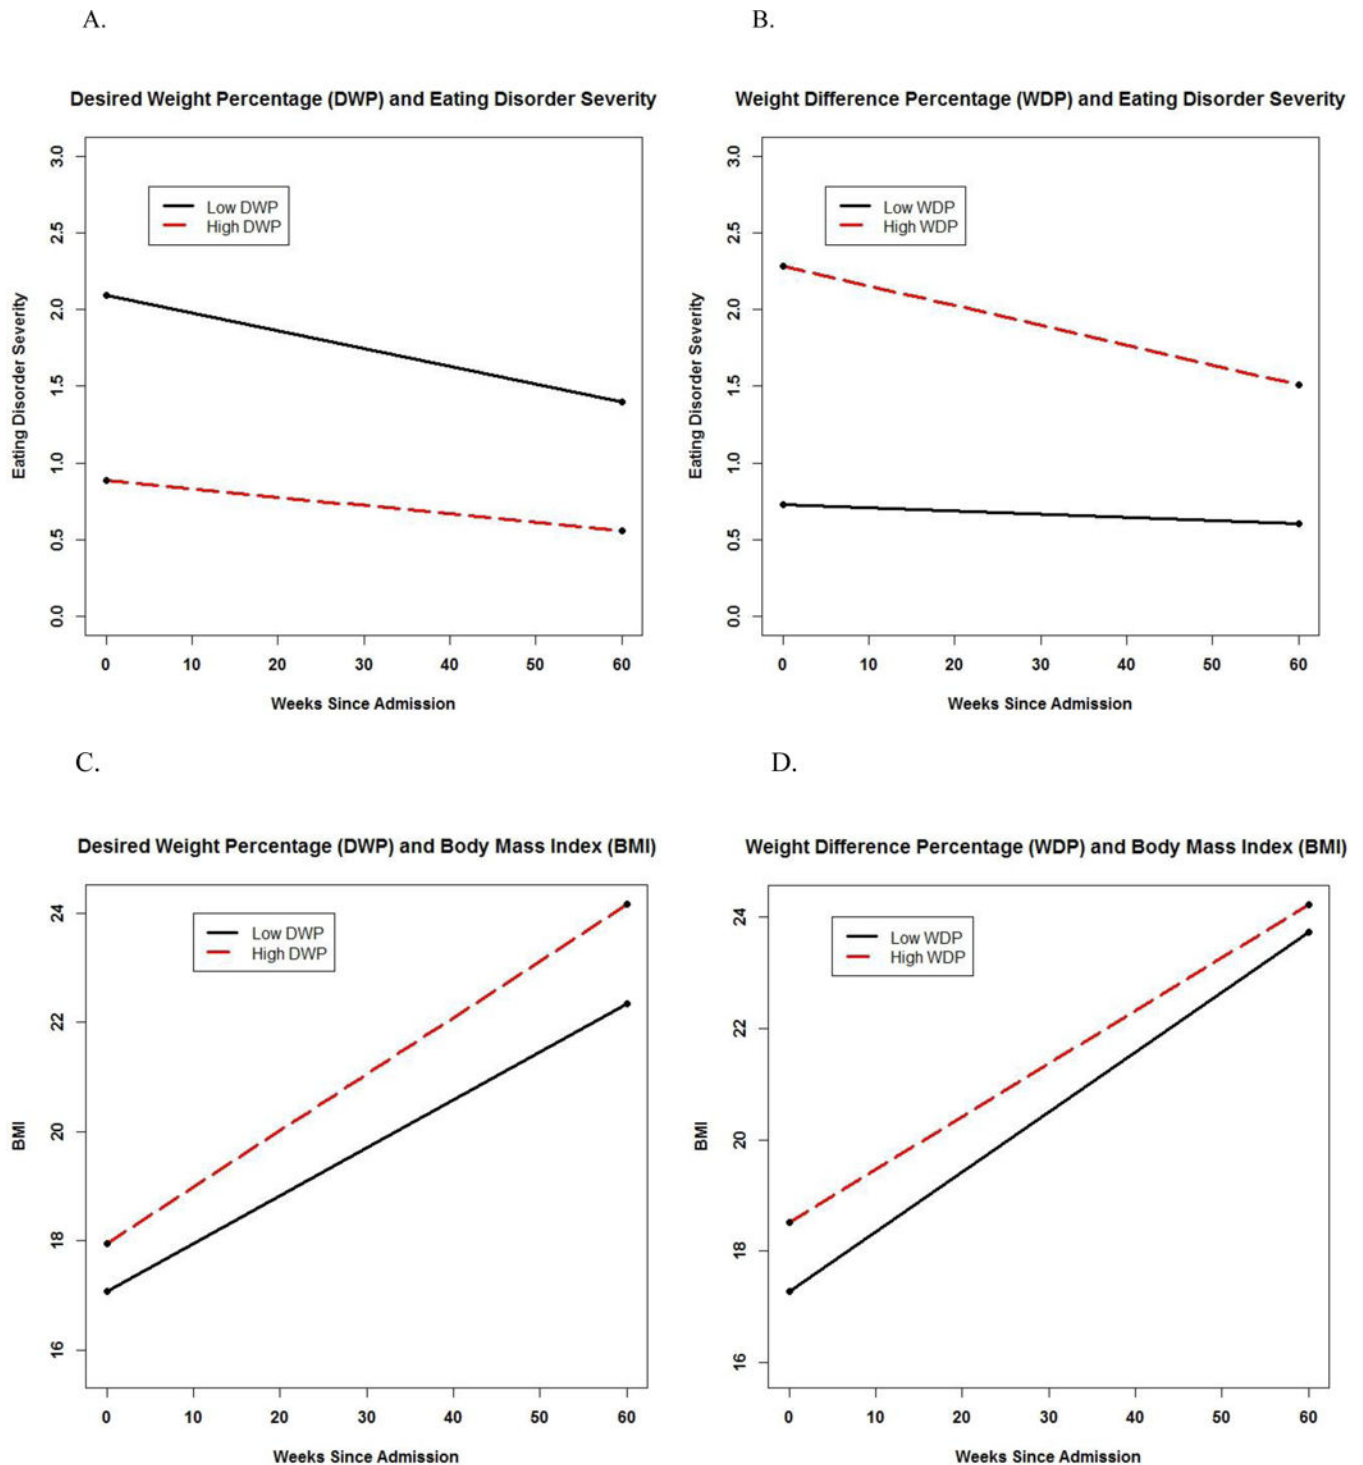 A.
Desired Weight Percentage (DWP) and Eating Disorder Severity
Eating Disorder Severity
3.0
2.5
2.0
1.5
1.0
0.5
0.0
Low DWP
High DWP
0 10 20 30 40 50 60
Weeks Since Admission
B.
Weight Difference Percentage (WDP) and Eating Disorder Severity
Eating Disorder Severity
3.0
2.5
2.0
1.5
1.0
0.5
0.0
Low WDP
High WDP
0 10 20 30 40 50 60
Weeks Since Admission
C.
Desired Weight Percentage (DWP) and Body Mass Index (BMI)
BMI
24
22
20
18
16
Low DWP
High DWP
0 10 20 30 40 50 60
Weeks Since Admission
D.
Weight Difference Percentage (WDP) and Body Mass Index (BMI)
BMI
24
22
20
18
16
Low WDP
High WDP
0 10 20 30 40 50 60
Weeks Since Admission